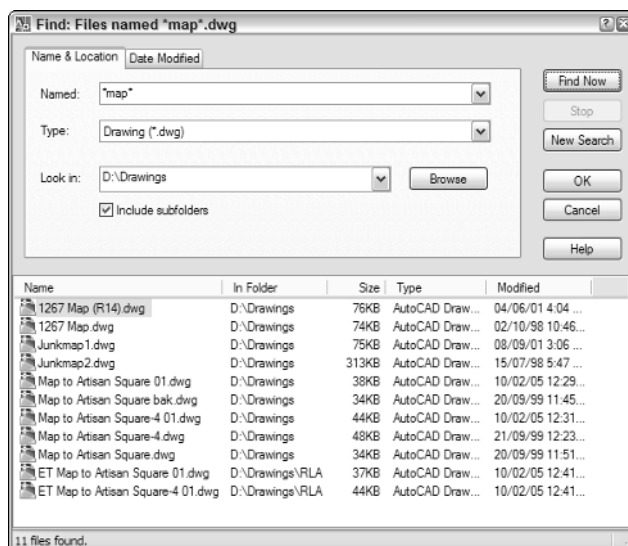 Find: Files named *map*.dwg
Name & Location Date Modified
Named: *map*
Type: Drawing (*.dwg)
Look in: D:\Drawings Browse
Include subfolders
Find Now
Stop
New Search
OK
Cancel
Help
Name In Folder Size Type Modified
1267 Map (R14).dwg D:\Drawings 76KB AutoCAD Draw... 04/06/01 4:04 ...
1267 Map.dwg D:\Drawings 74KB AutoCAD Draw... 02/10/98 10:46...
Junkmap1.dwg D:\Drawings 75KB AutoCAD Draw... 08/09/01 3:06 ...
Junkmap2.dwg D:\Drawings 313KB AutoCAD Draw... 15/07/98 5:47 ...
Map to Artisan Square 01.dwg D:\Drawings 38KB AutoCAD Draw... 10/02/05 12:29...
Map to Artisan Square bak.dwg D:\Drawings 34KB AutoCAD Draw... 20/09/99 11:45...
Map to Artisan Square-4 01.dwg D:\Drawings 44KB AutoCAD Draw... 10/02/05 12:31...
Map to Artisan Square-4.dwg D:\Drawings 48KB AutoCAD Draw... 21/09/99 12:23...
Map to Artisan Square.dwg D:\Drawings 34KB AutoCAD Draw... 20/09/99 11:51...
ET Map to Artisan Square 01.dwg D:\Drawings\RLA 37KB AutoCAD Draw... 10/02/05 12:41...
ET Map to Artisan Square-4 01.dwg D:\Drawings\RLA 44KB AutoCAD Draw... 10/02/05 12:41...
11 files found.